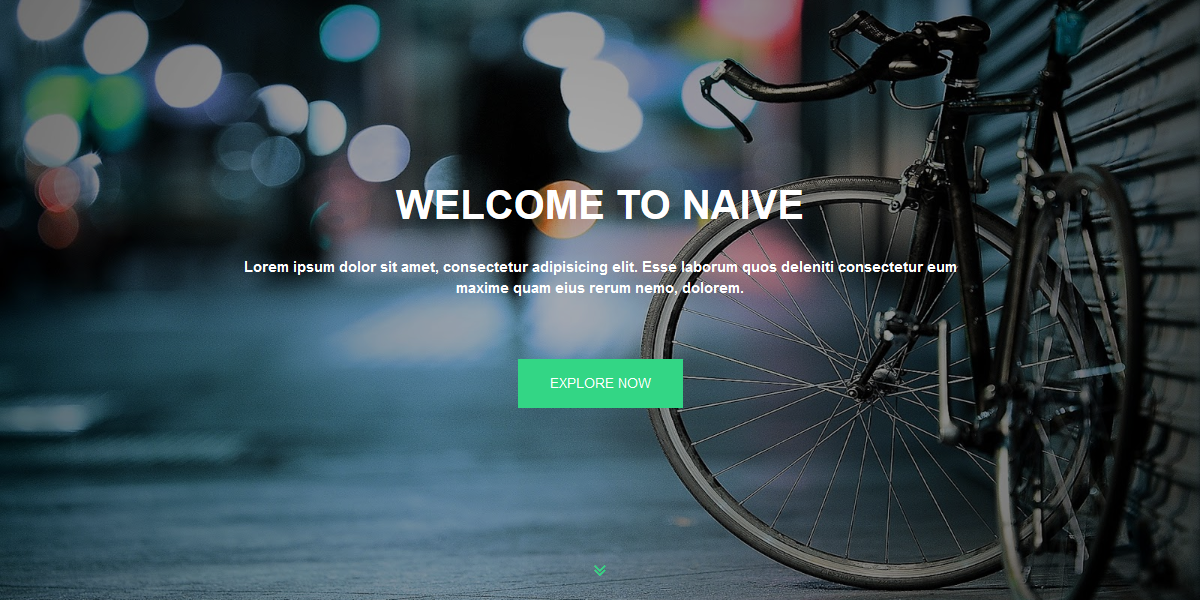 WELCOME TO NAIVE
Lorem ipsum dolor sit amet, consectetur adipisicing elit. Esse laborum quos deleniti consectetur eum
maxime quam eius rerum nemo, dolorem.
EXPLORE NOW